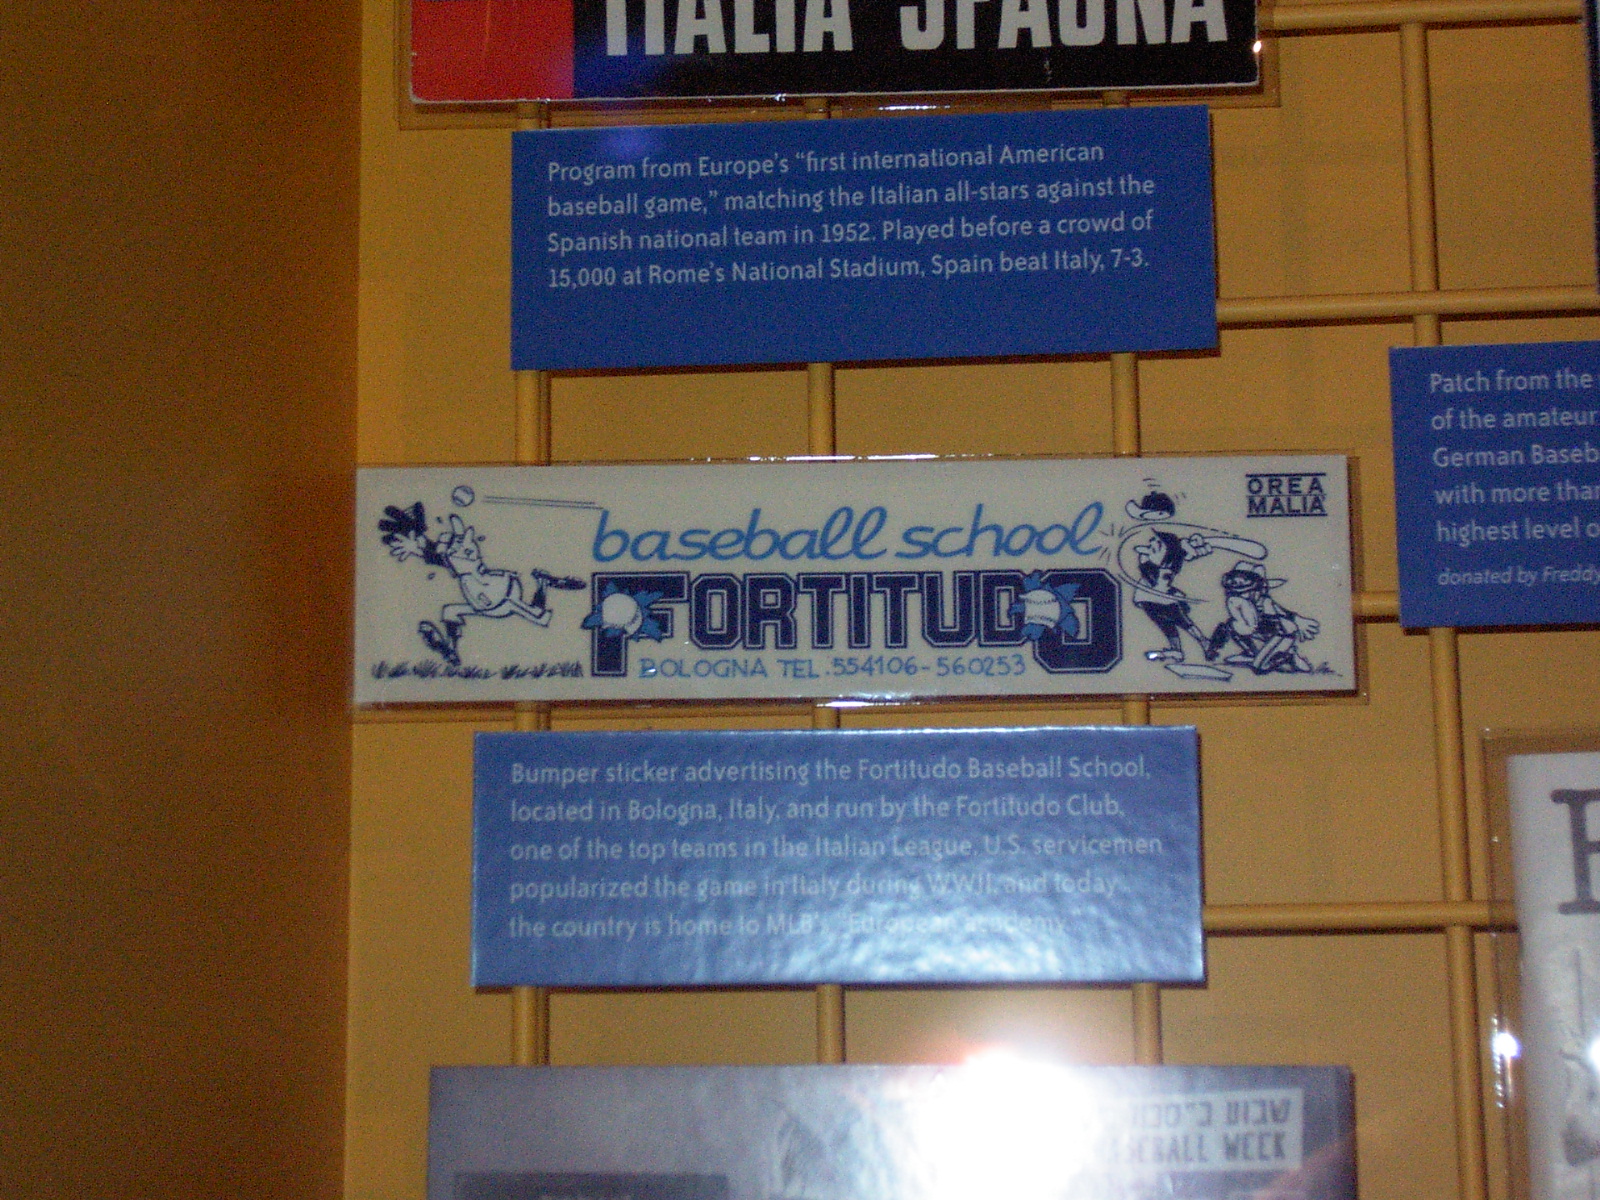 ITALIA SPAGNA
Program from Europe's "first international American
baseball game," matching the Italian all-stars against the
Spanish national team in 1952. Played before a crowd of
15,000 at Rome's National Stadium, Spain beat Italy, 7-3.
Patch from the
of the amateur
German Baseb
with more than
highest level o
donated by Freddy
OREA
MALIA
baseball school
FORTITUDO
BOLOGNA TEL. 554106-560253
Bumper sticker advertising the Fortitudo Baseball School,
located in Bologna, Italy, and run by the Fortitudo Club,
one of the top teams in the Italian League. U.S. servicemen
popularized the game in Italy during WWII, and today
the country is home to MLB's "European academy."
שבוע בייסבול
BASEBALL WEEK